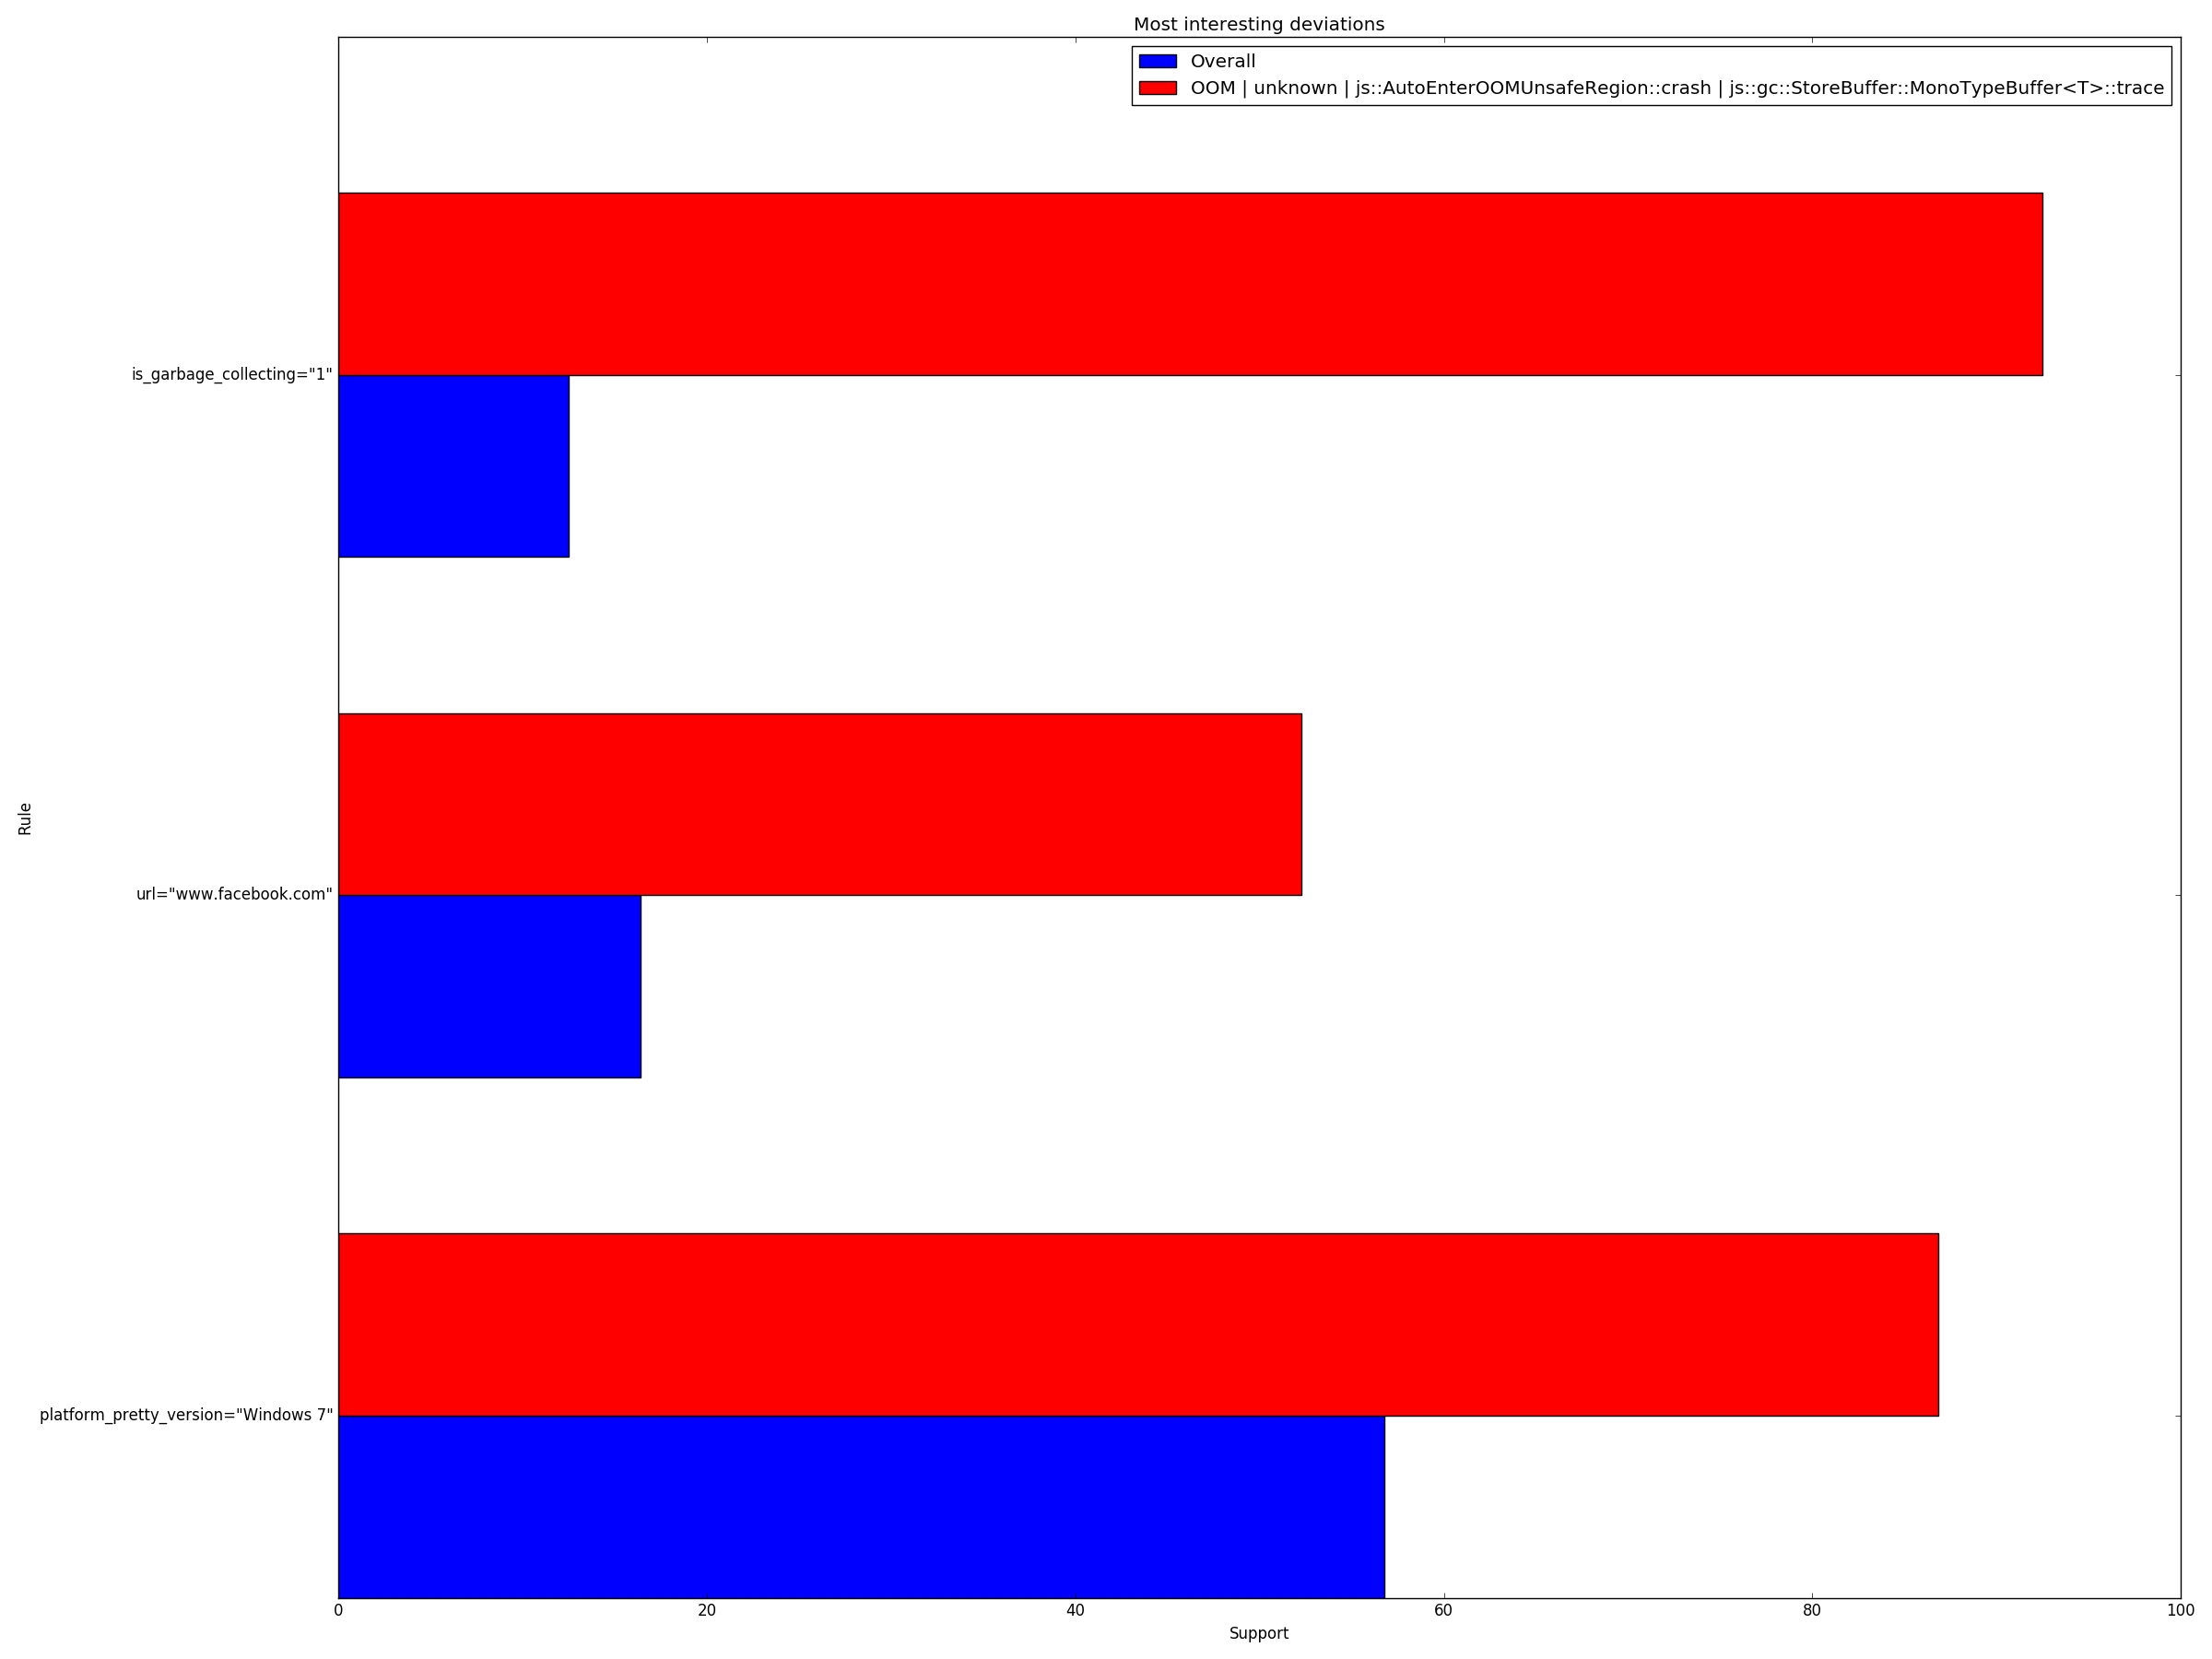 Most interesting deviations
Overall
OOM | unknown | js::AutoEnterOOMUnsafeRegion::crash | js::gc::StoreBuffer::MonoTypeBuffer<T>::trace
is_garbage_collecting="1"
Rule
url="www.facebook.com"
platform_pretty_version="Windows 7"
0 20 40 60 80 100
Support